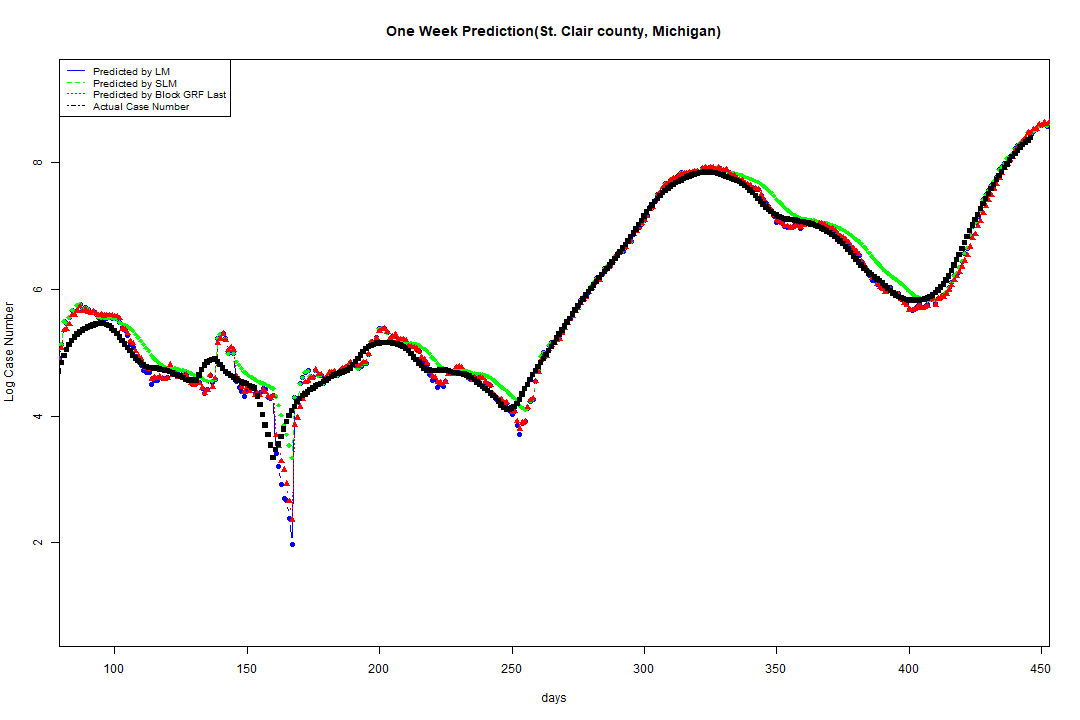 One Week Prediction(St. Clair county, Michigan)
Predicted by LM
Predicted by SLM
Predicted by Block GRF Last
Actual Case Number
8
6
4
2
Log Case Number
100 150 200 250 300 350 400 450
days